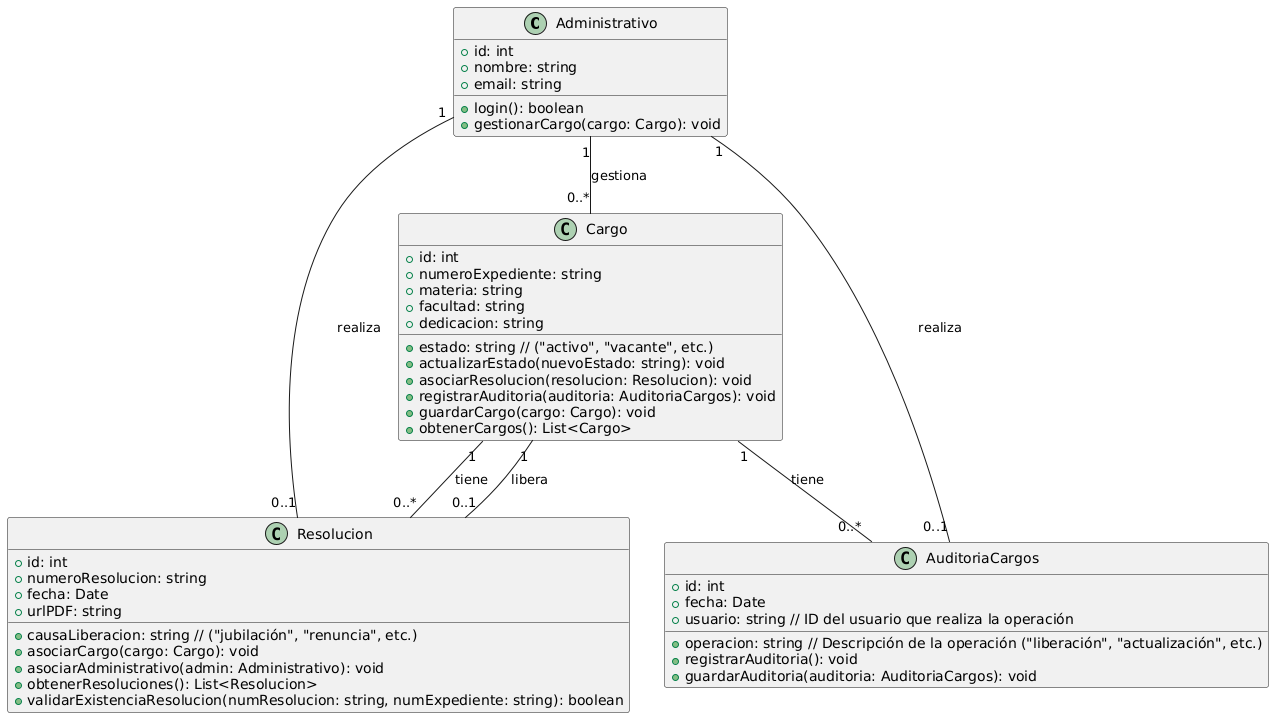 C Administrativo
id: int
nombre: string
email: string
login(): boolean
gestionarCargo(cargo: Cargo): void
1
1
1
gestiona
0..*
C Cargo
id: int
numeroExpediente: string
materia: string
facultad: string
dedicacion: string
estado: string // ("activo", "vacante", etc.)
actualizarEstado(nuevoEstado: string): void
asociarResolucion(resolucion: Resolucion): void
registrarAuditoria(auditoria: AuditoriaCargos): void
guardarCargo(cargo: Cargo): void
obtenerCargos(): List<Cargo>
realiza
realiza
1
1
1
tiene
libera
tiene
0..1
0..*
0..1
0..*
0..1
C Resolucion
id: int
numeroResolucion: string
fecha: Date
urlPDF: string
causaLiberacion: string // ("jubilación", "renuncia", etc.)
asociarCargo(cargo: Cargo): void
asociarAdministrativo(admin: Administrativo): void
obtenerResoluciones(): List<Resolucion>
validarExistenciaResolucion(numResolucion: string, numExpediente: string): boolean
C AuditoriaCargos
id: int
fecha: Date
usuario: string // ID del usuario que realiza la operación
operacion: string // Descripción de la operación ("liberación", "actualización", etc.)
registrarAuditoria(): void
guardarAuditoria(auditoria: AuditoriaCargos): void